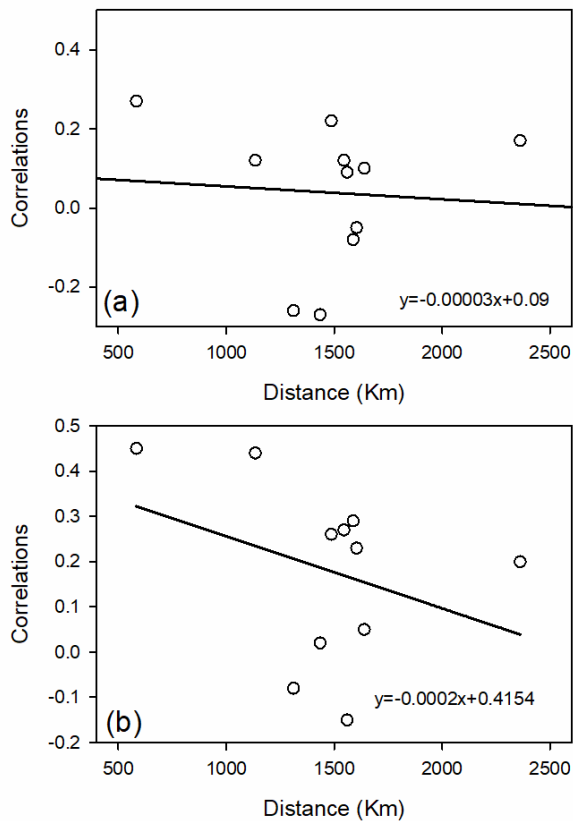 0.4
0.2
0.0
-0.2
Correlations
(a)
y=-0.00003x+0.09
500 1000 1500 2000 2500
Distance (Km)
0.5
0.4
0.3
0.2
0.1
0.0
-0.1
-0.2
Correlations
(b)
y=-0.0002x+0.4154
500 1000 1500 2000 2500
Distance (Km)